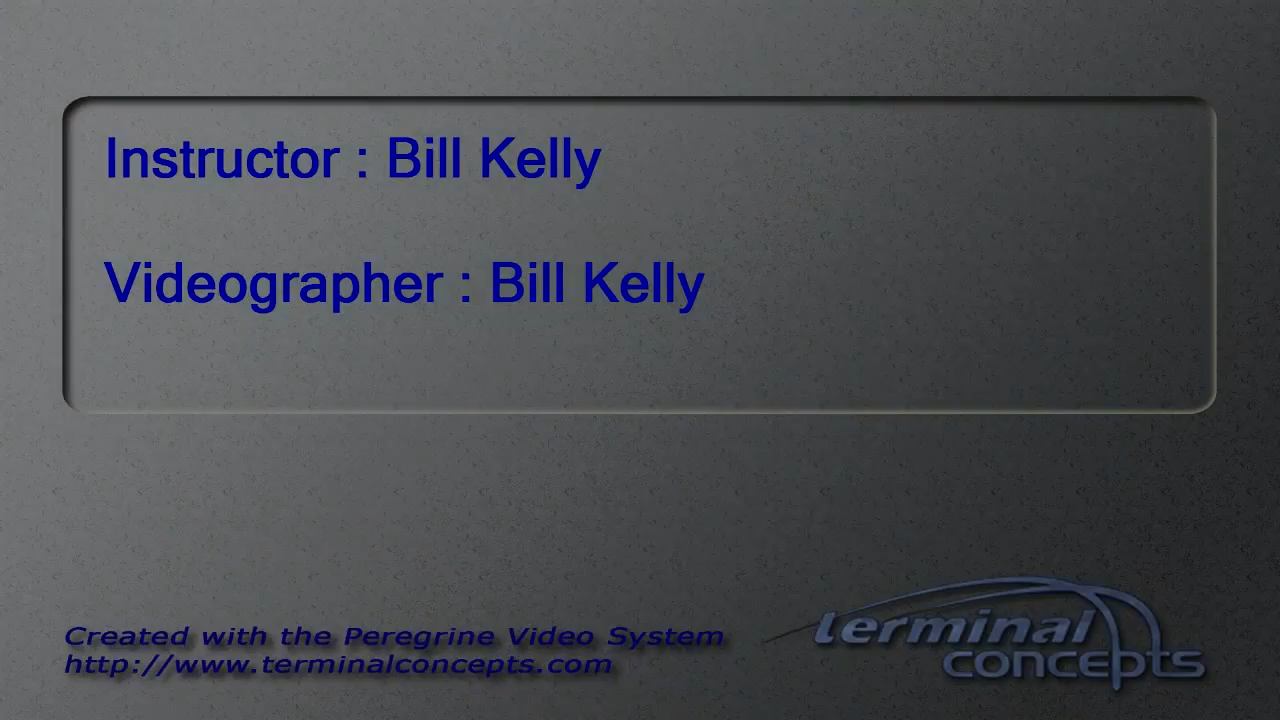 Instructor : Bill Kelly
Videographer : Bill Kelly
Created with the Peregrine Video System
http://www.terminalconcepts.com
terminal
concepts